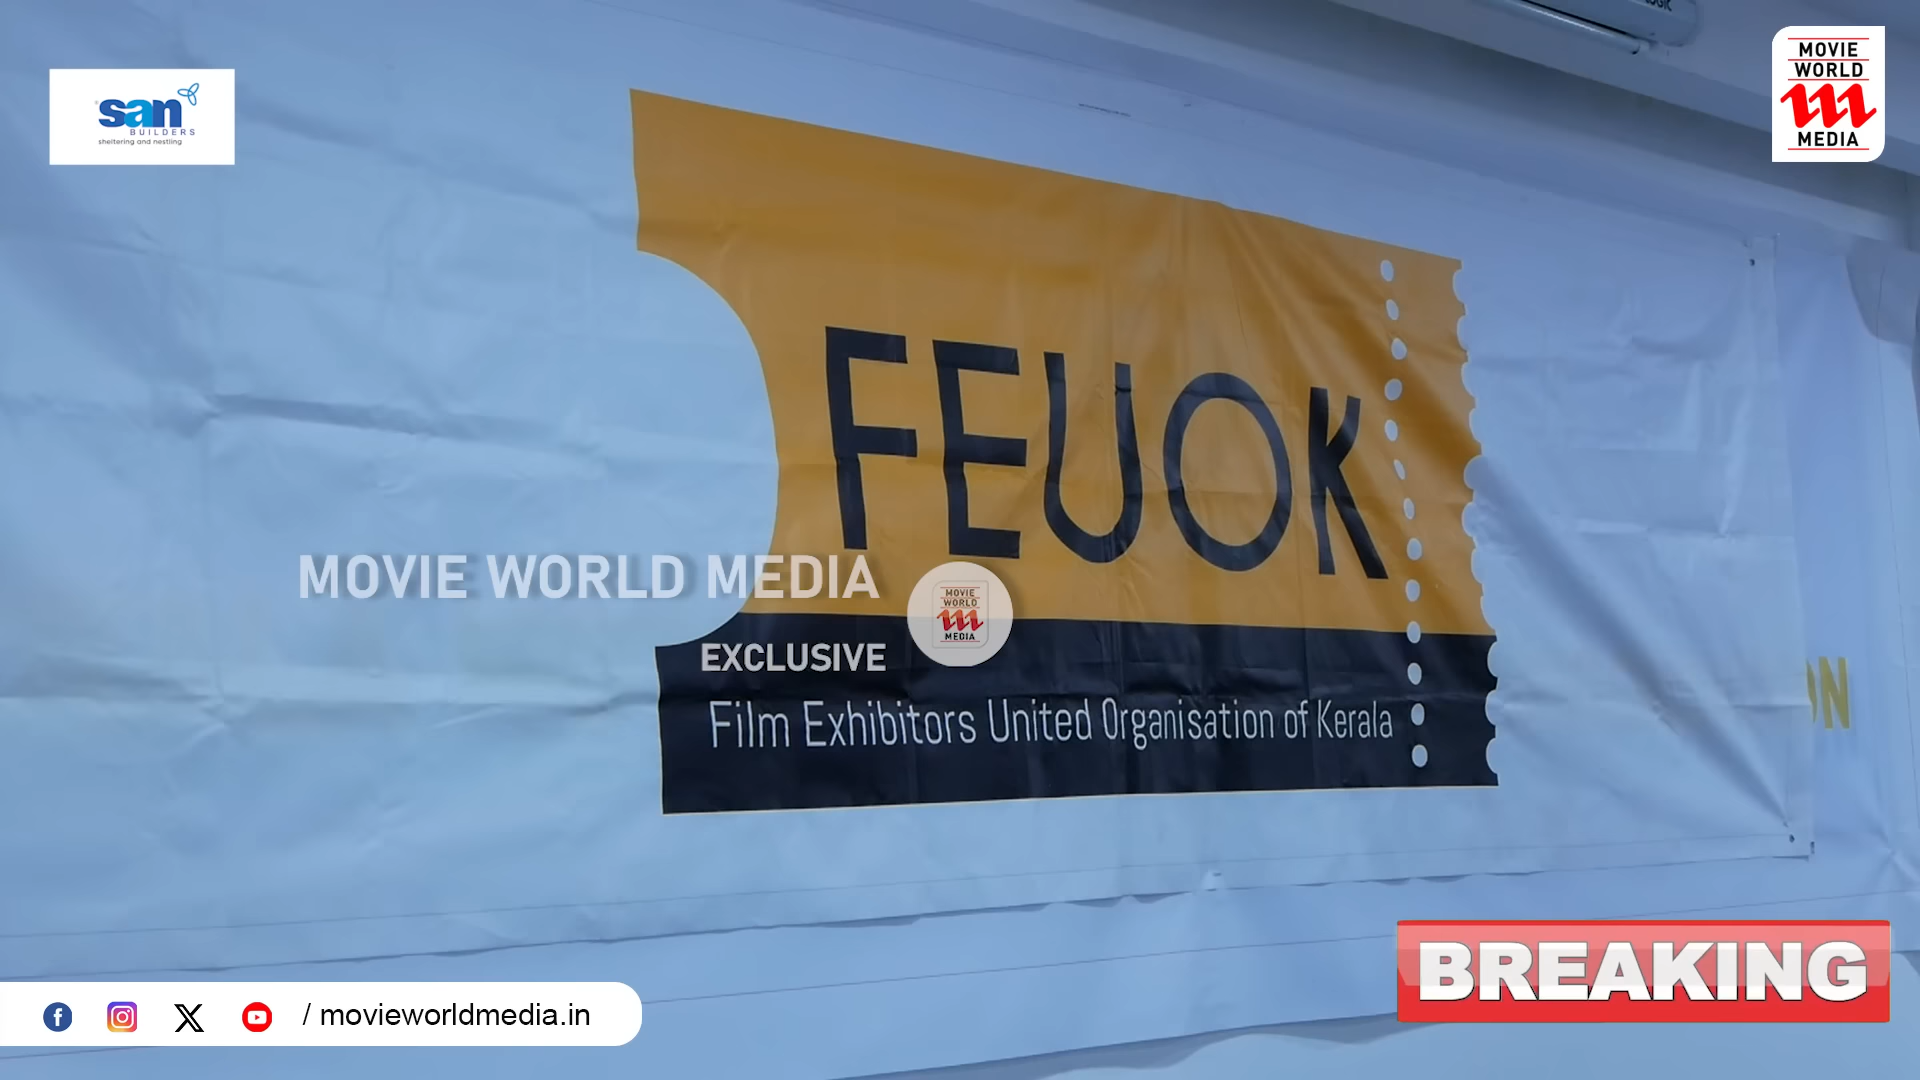 san
BUILDERS
sheltering and nestling
MOVIE
WORLD
MEDIA
FEUOK
MOVIE WORLD MEDIA
MOVIE
WORLD
MEDIA
EXCLUSIVE
Film Exhibitors United Organisation of Kerala
BREAKING
/ movieworldmedia.in